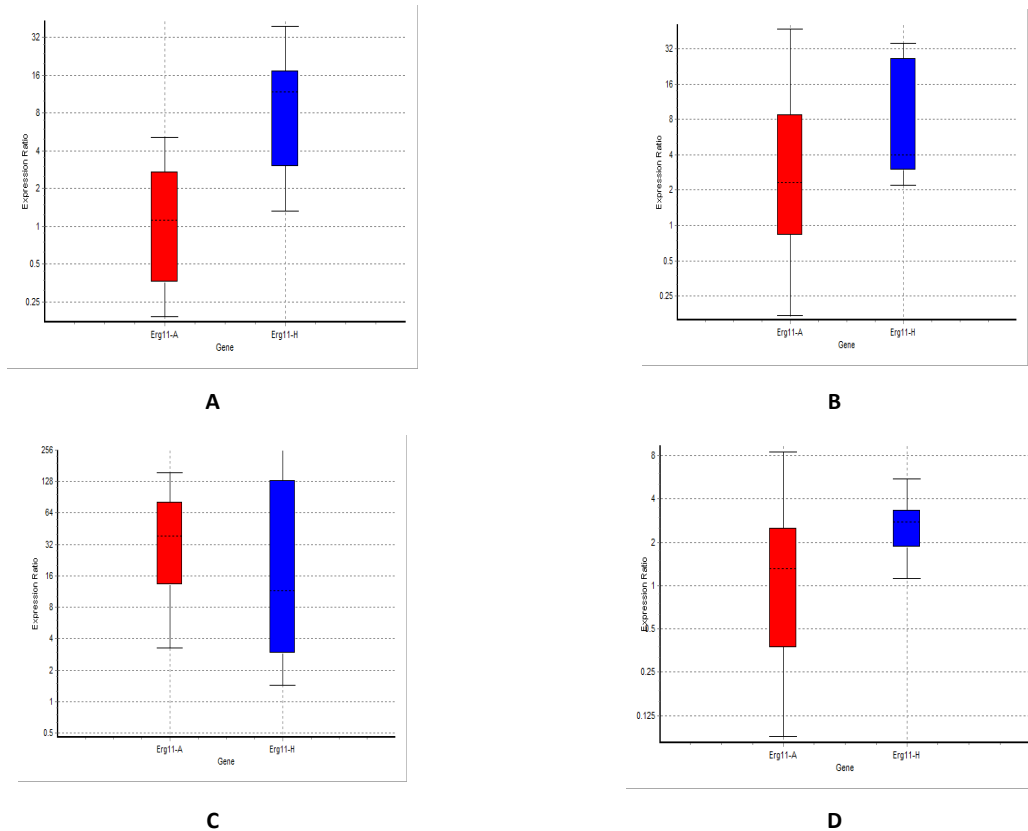 Expression Ratio
32
16
8
4
2
1
0.5
0.25
Erg11-A Erg11-H
Gene
A
Expression Ratio
32
16
8
4
2
1
0.5
0.25
Erg11-A Erg11-H
Gene
B
Expression Ratio
256
128
64
32
16
8
4
2
1
0.5
Erg11-A Erg11-H
Gene
C
Expression Ratio
8
4
2
1
0.5
0.25
0.125
Erg11-A Erg11-H
Gene
D